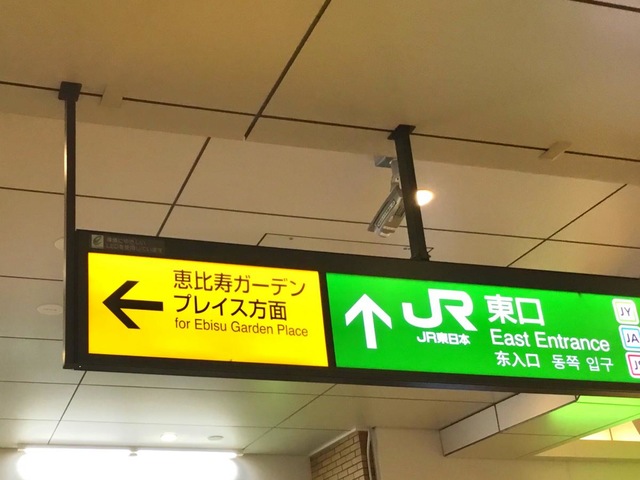 恵比寿ガーデン
プレイス方面
for Ebisu Garden Place
JR
JR東日本
東口
East Entrance
东入口 동쪽 입구
JY
JA